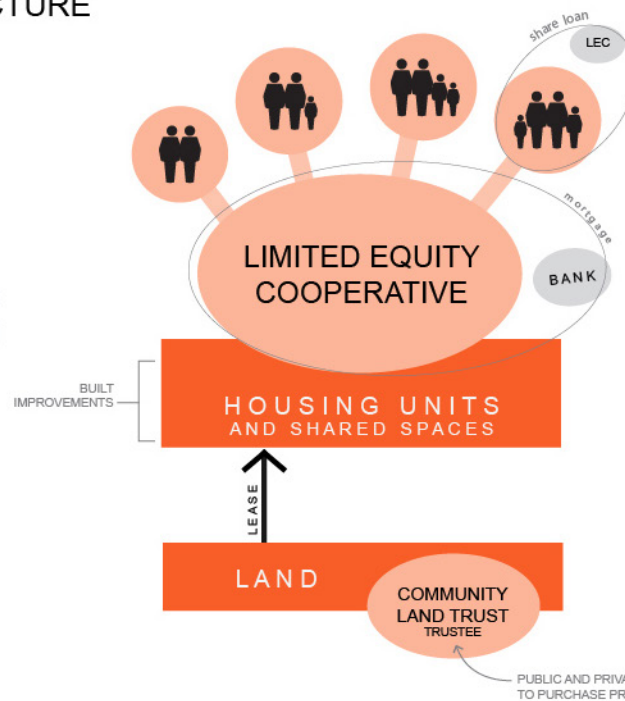 CTURE
share loan
LEC
LIMITED EQUITY
COOPERATIVE
mortgage
BANK
BUILT
IMPROVEMENTS
HOUSING UNITS
AND SHARED SPACES
LEASE
LAND
COMMUNITY
LAND TRUST
TRUSTEE
PUBLIC AND PRIVA
TO PURCHASE PR